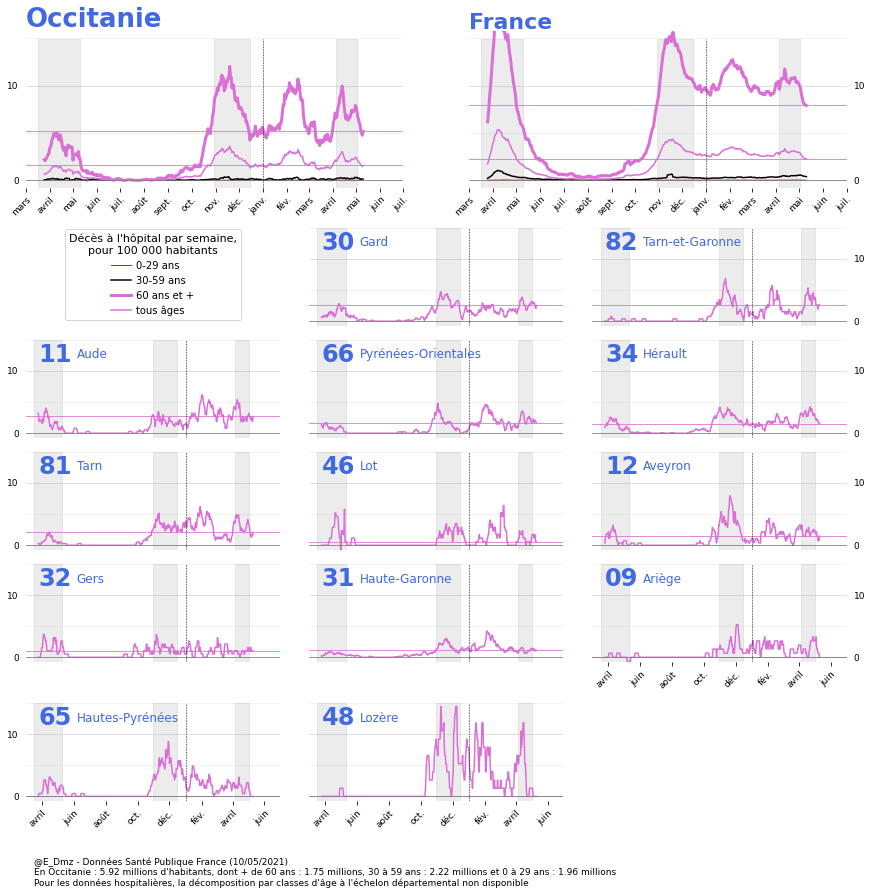 Occitanie
France
10
0
mars avril mai juin juil. août sept. oct. nov. déc. janv. fév. mars avril mai juin juil.
10
0
mars avril mai juin juil. août sept. oct. nov. déc. janv. fév. mars avril mai juin juil.
Décès à l'hôpital par semaine,
pour 100 000 habitants
0-29 ans
30-59 ans
60 ans et +
tous âges
30 Gard
82 Tarn-et-Garonne
10
0
11 Aude
10
0
66 Pyrénées-Orientales
34 Hérault
10
0
81 Tarn
10
0
46 Lot
12 Aveyron
10
0
32 Gers
10
0
31 Haute-Garonne
09 Ariège
10
0
avril juin août oct. déc. fév. avril juin
65 Hautes-Pyrénées
10
0
avril juin août oct. déc. fév. avril juin
48 Lozère
avril juin août oct. déc. fév. avril juin
@E_Dmz - Données Santé Publique France (10/05/2021)
En Occitanie : 5.92 millions d'habitants, dont + de 60 ans : 1.75 millions, 30 à 59 ans : 2.22 millions et 0 à 29 ans : 1.96 millions
Pour les données hospitalières, la décomposition par classes d'âge à l'échelon départemental non disponible